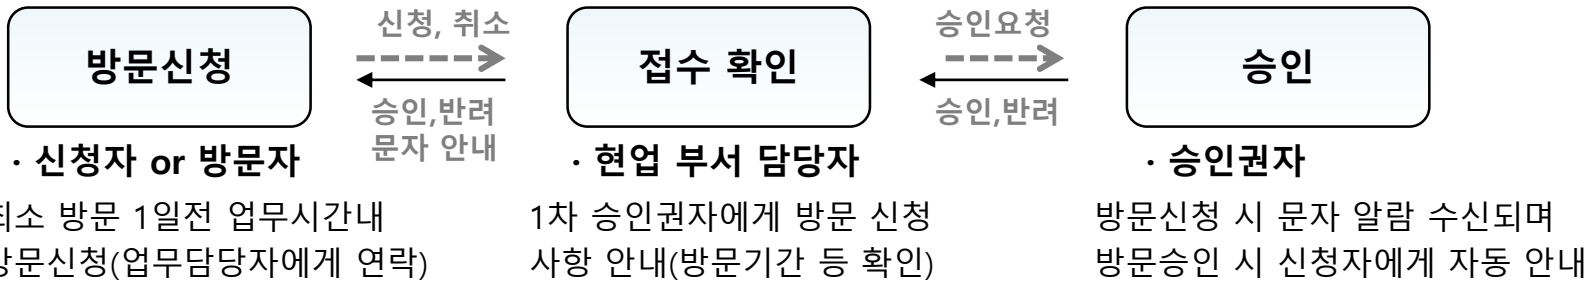 방문신청
신청, 취소
승인,반려
문자 안내
접수 확인
승인요청
승인,반려
승인
· 신청자 or 방문자
· 현업 부서 담당자
· 승인권자
최소 방문 1일전 업무시간내
방문신청(업무담당자에게 연락)
1차 승인권자에게 방문 신청
사항 안내(방문기간 등 확인)
방문신청 시 문자 알람 수신되며
방문승인 시 신청자에게 자동 안내